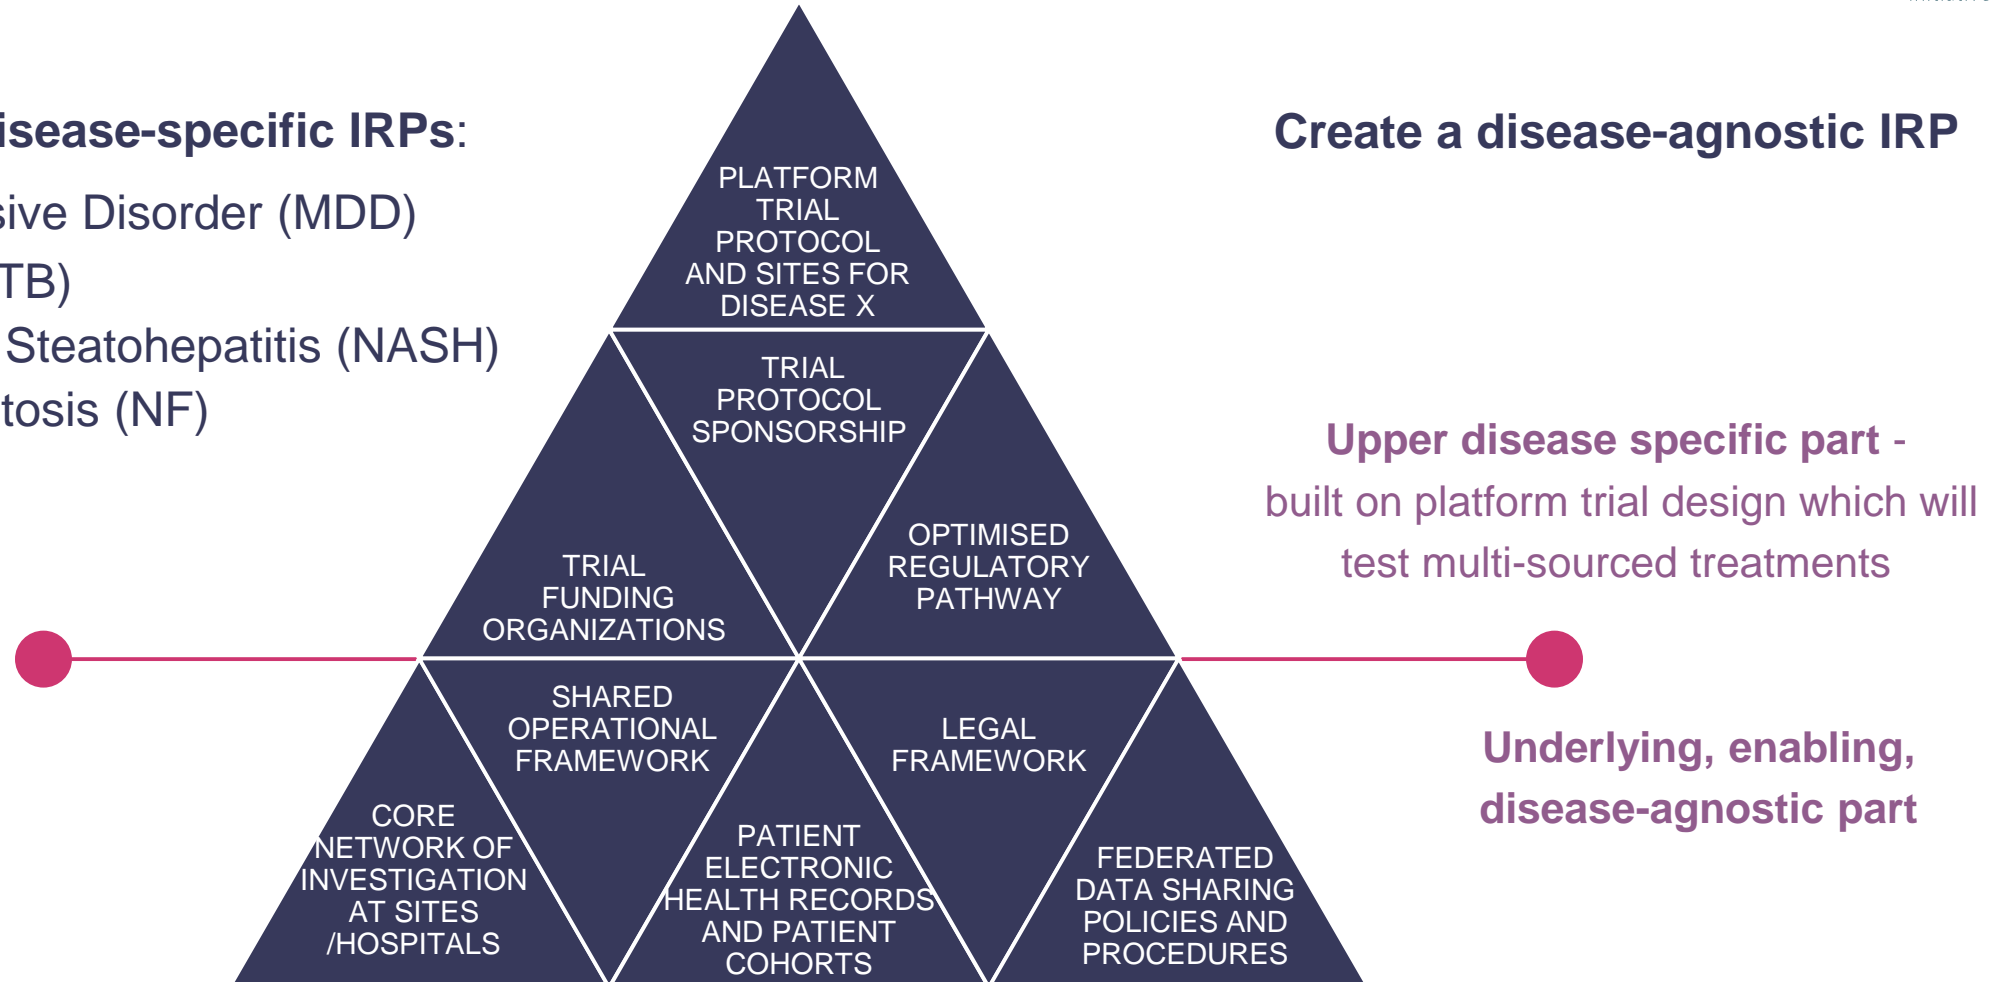 isease-specific IRPs:
sive Disorder (MDD)
TB)
Steatohepatitis (NASH)
tosis (NF)
Create a disease-agnostic IRP
PLATFORM
TRIAL
PROTOCOL
AND SITES FOR
DISEASE X
TRIAL
PROTOCOL
SPONSORSHIP
TRIAL
FUNDING
ORGANIZATIONS
OPTIMISED
REGULATORY
PATHWAY
Upper disease specific part -
built on platform trial design which will
test multi-sourced treatments
SHARED
OPERATIONAL
FRAMEWORK
LEGAL
FRAMEWORK
CORE
NETWORK OF
INVESTIGATION
AT SITES
/HOSPITALS
PATIENT
ELECTRONIC
HEALTH RECORDS
AND PATIENT
COHORTS
FEDERATED
DATA SHARING
POLICIES AND
PROCEDURES
Underlying, enabling,
disease-agnostic part